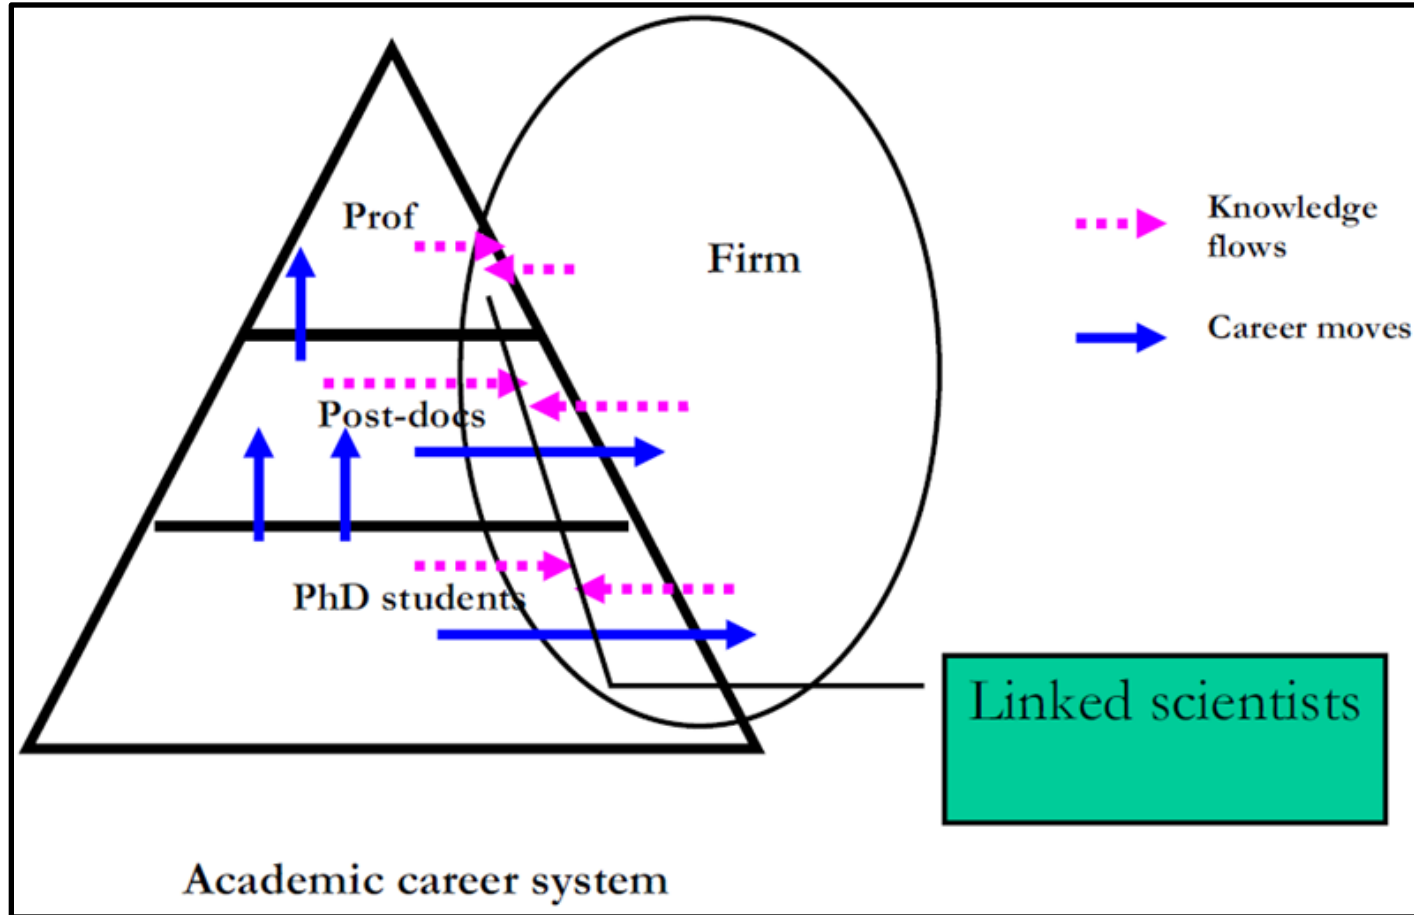 Prof
Firm
Knowledge
flows
Career moves
Post-docs
PhD students
Linked scientists
Academic career system